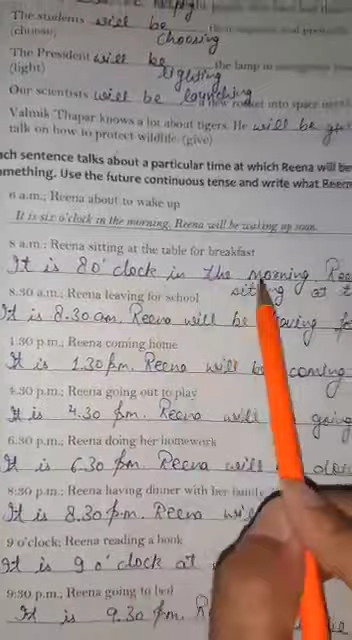 helping
The students will be
(choose) choosing
The President will be the lamp to
(light) lighting
Our scientists will be launching a new rocket into space
Valmik Thapar knows a lot about tigers. He will be
talk on how to protect wildlife. (give)
ach sentence talks about a particular time at which Reena will be
mething. Use the future continuous tense and write what Reen
6 a.m.; Reena about to wake up
It is six o'clock in the morning. Reena will be waking up soon.
8 a.m.; Reena sitting at the table for breakfast
It is 8 o'clock in the morning. Ree
sitting at t
8.30 a.m.; Reena leaving for school
It is 8.30 am. Reena will be leaving fo
1:30 p.m.; Reena coming home
It is 1.30 p.m. Reena will be coming
4.30 p.m.; Reena going out to play
It is 4.30 p.m. Reena will going
6.30 p.m.; Reena doing her homework
It is 6.30 p.m. Reena will doi
8:30 p.m.; Reena having dinner with her family
It is 8.30 p.m. Reena wil
9 o'clock; Reena reading a book
It is 9 o'clock at
9:30 p.m.; Reena going to bed
It is 9.30 p.m. R